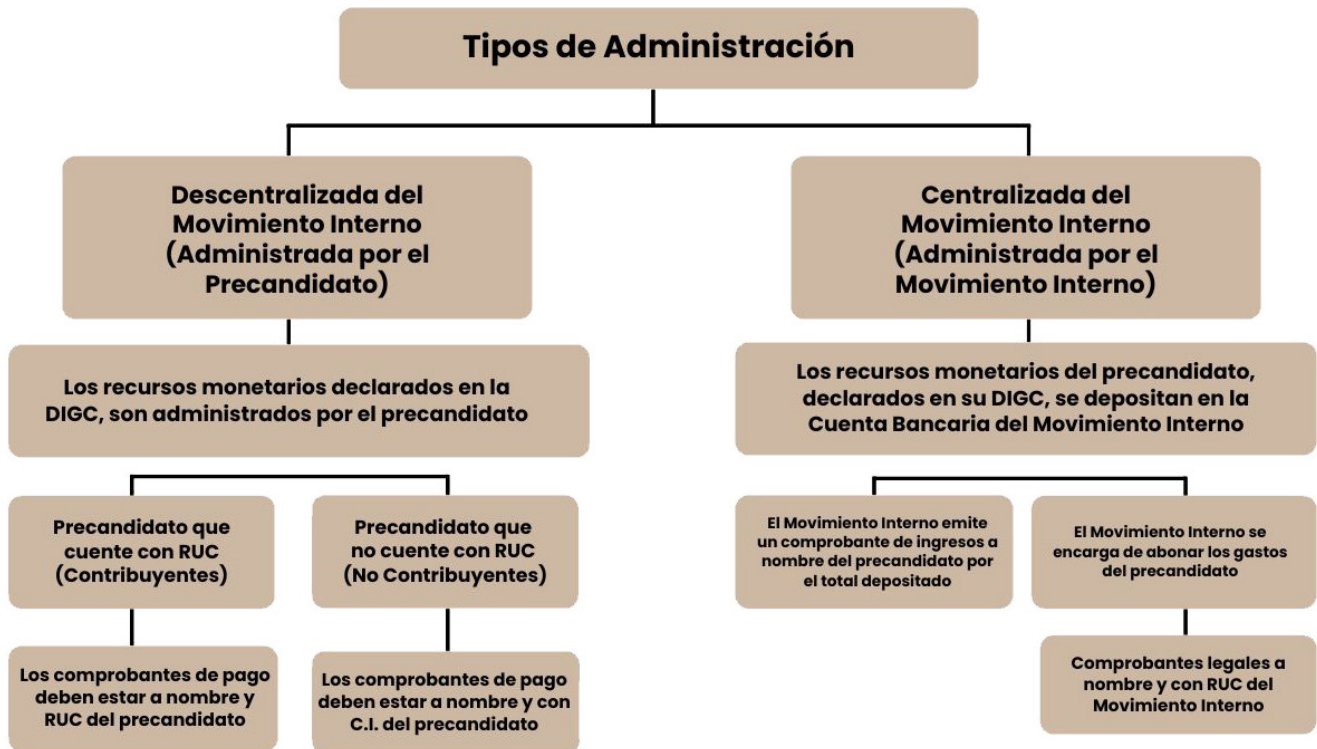 Tipos de Administración
Descentralizada del
Movimiento Interno
(Administrada por el
Precandidato)
Centralizada del
Movimiento Interno
(Administrada por el
Movimiento Interno)
Los recursos monetarios declarados en la
DIGC, son administrados por el precandidato
Los recursos monetarios del precandidato,
declarados en su DIGC, se depositan en la
Cuenta Bancaria del Movimiento Interno
Precandidato que
cuente con RUC
(Contribuyentes)
Precandidato que
no cuente con RUC
(No Contribuyentes)
El Movimiento Interno emite
un comprobante de ingresos a
nombre del precandidato por
el total depositado
El Movimiento Interno se
encarga de abonar los gastos
del precandidato
Los comprobantes de pago
deben estar a nombre y
RUC del precandidato
Los comprobantes de pago
deben estar a nombre y con
C.I. del precandidato
Comprobantes legales a
nombre y con RUC del
Movimiento Interno